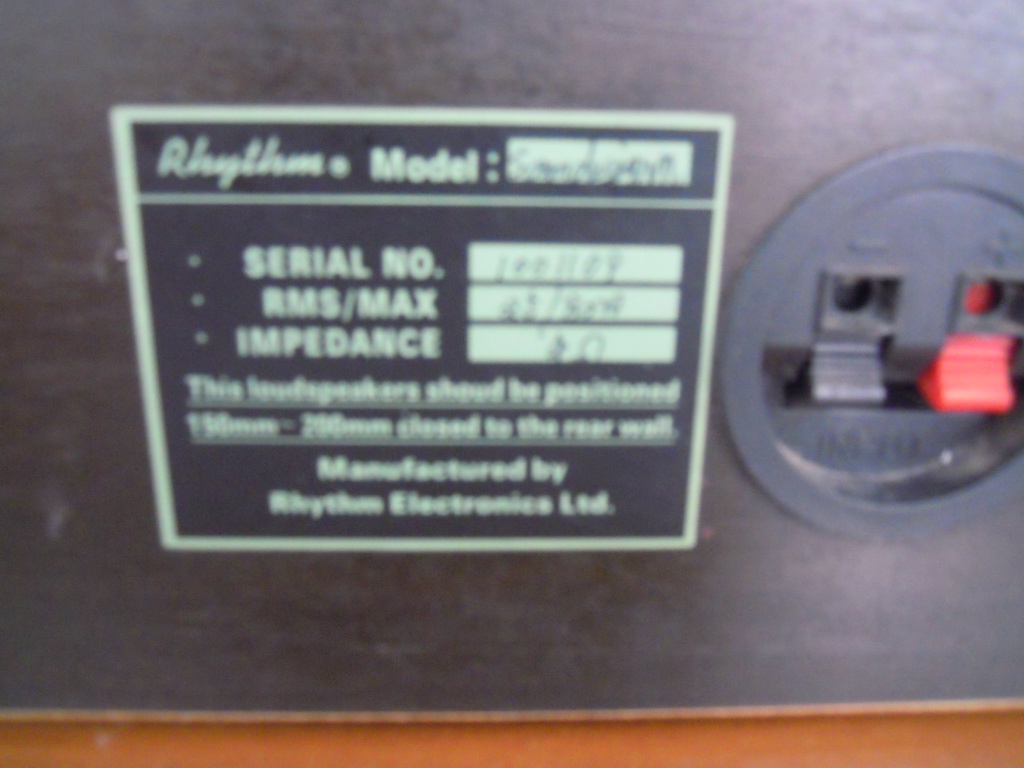 Rhythm® Model:
· SERIAL NO. 1001109
· RMS/MAX
· IMPEDANCE
This loudspeakers shoud be positioned
150mm - 200mm closed to the rear wall.
Manufactured by
Rhythm Electronics Ltd.
- +